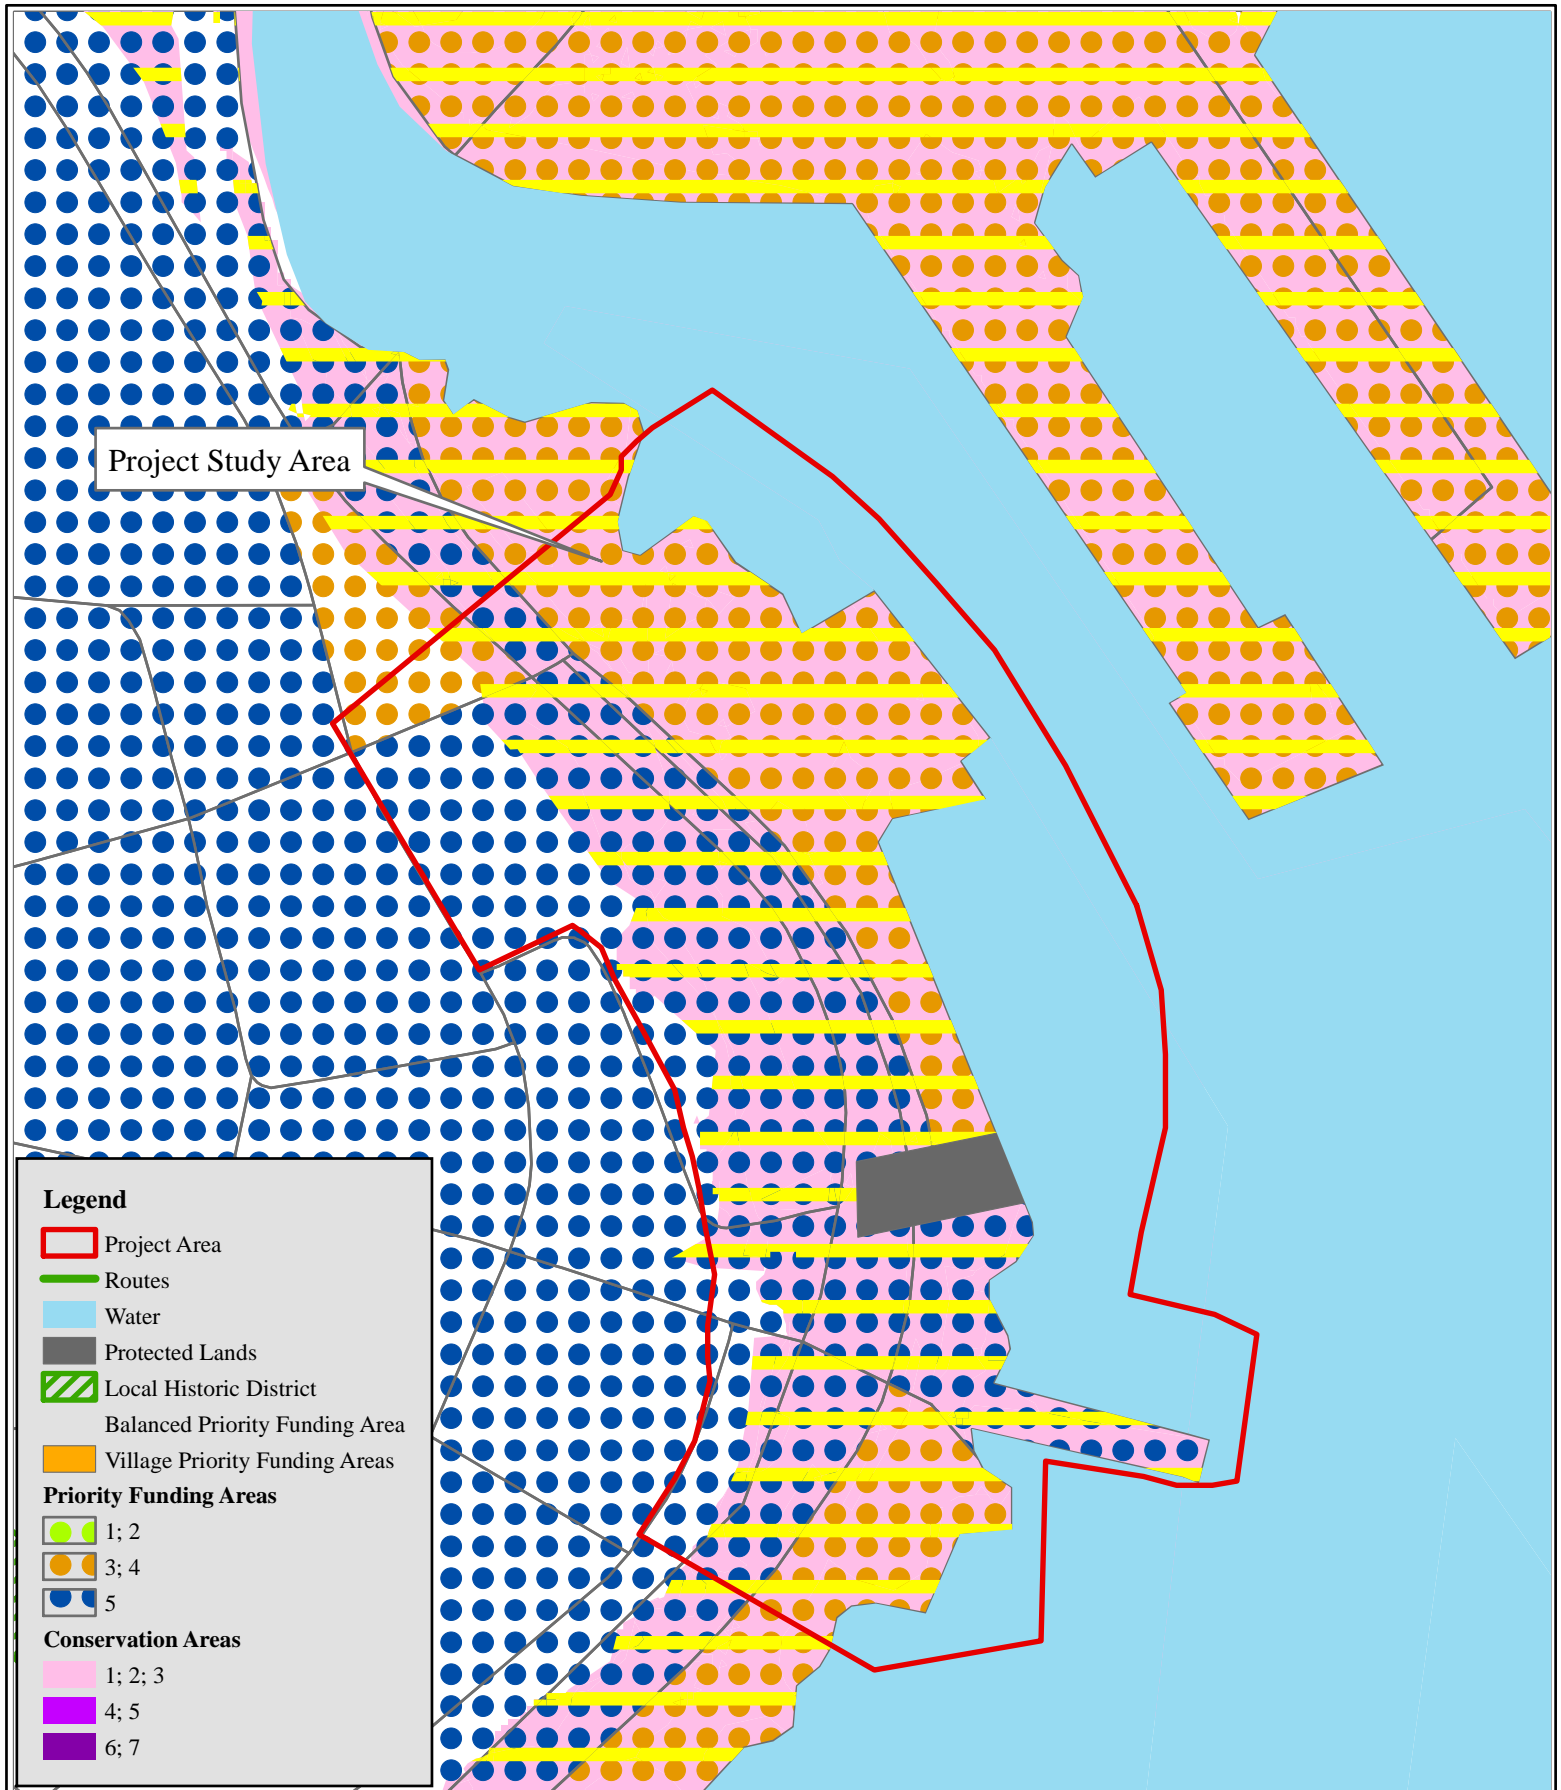 Project Study Area
Legend
Project Area
Routes
Water
Protected Lands
Local Historic District
Balanced Priority Funding Area
Village Priority Funding Areas
Priority Funding Areas
1; 2
3; 4
5
Conservation Areas
1; 2; 3
4; 5
6; 7